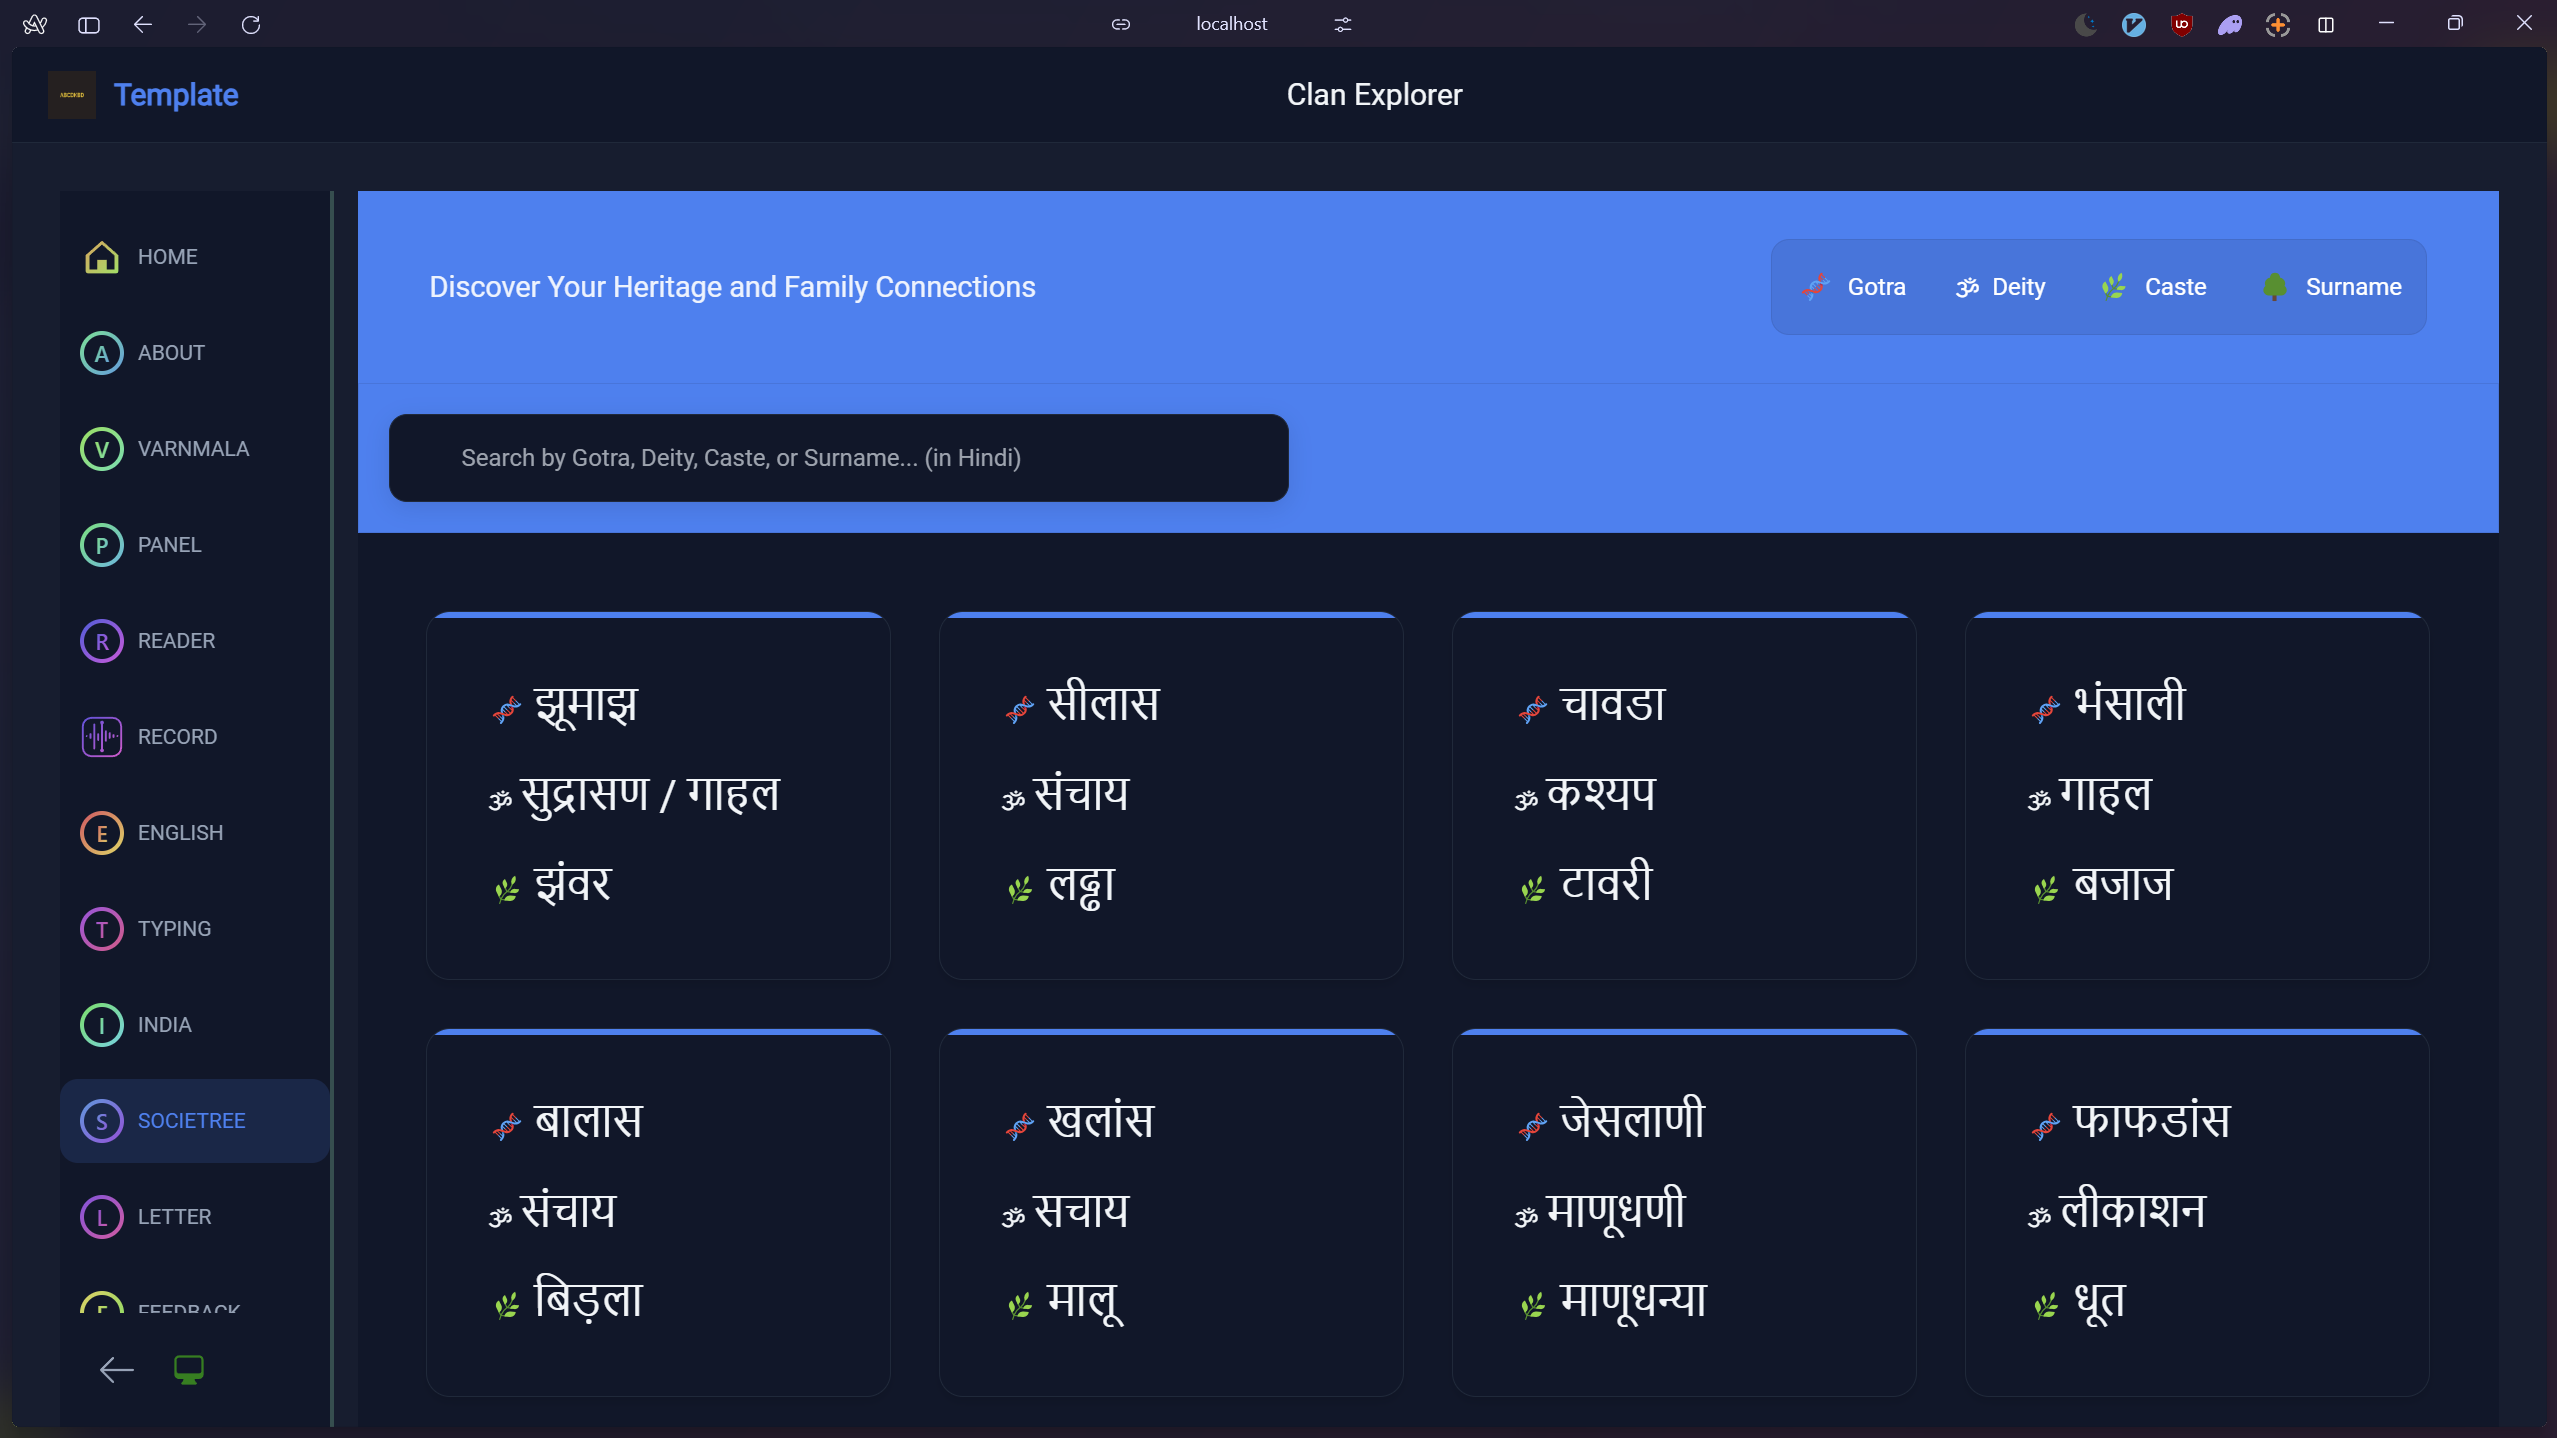 localhost
Template
Clan Explorer
HOME
A ABOUT
V VARNMALA
P PANEL
R READER
RECORD
E ENGLISH
T TYPING
I INDIA
S SOCIETREE
L LETTER
F FEEDBACK
Discover Your Heritage and Family Connections
Gotra ॐ Deity Caste Surname
Search by Gotra, Deity, Caste, or Surname... (in Hindi)
झूमाझ
ॐ सुद्रासण / गाहल
झंवर
सीलास
ॐ संचाय
लढ्ढा
चावडा
ॐ कश्यप
टावरी
भंसाली
ॐ गाहल
बजाज
बालास
ॐ संचाय
बिड़ला
खलांस
ॐ सचाय
मालू
जेसलाणी
ॐ माणूधणी
माणूधन्या
फाफडांस
ॐ लीकाशन
धूत